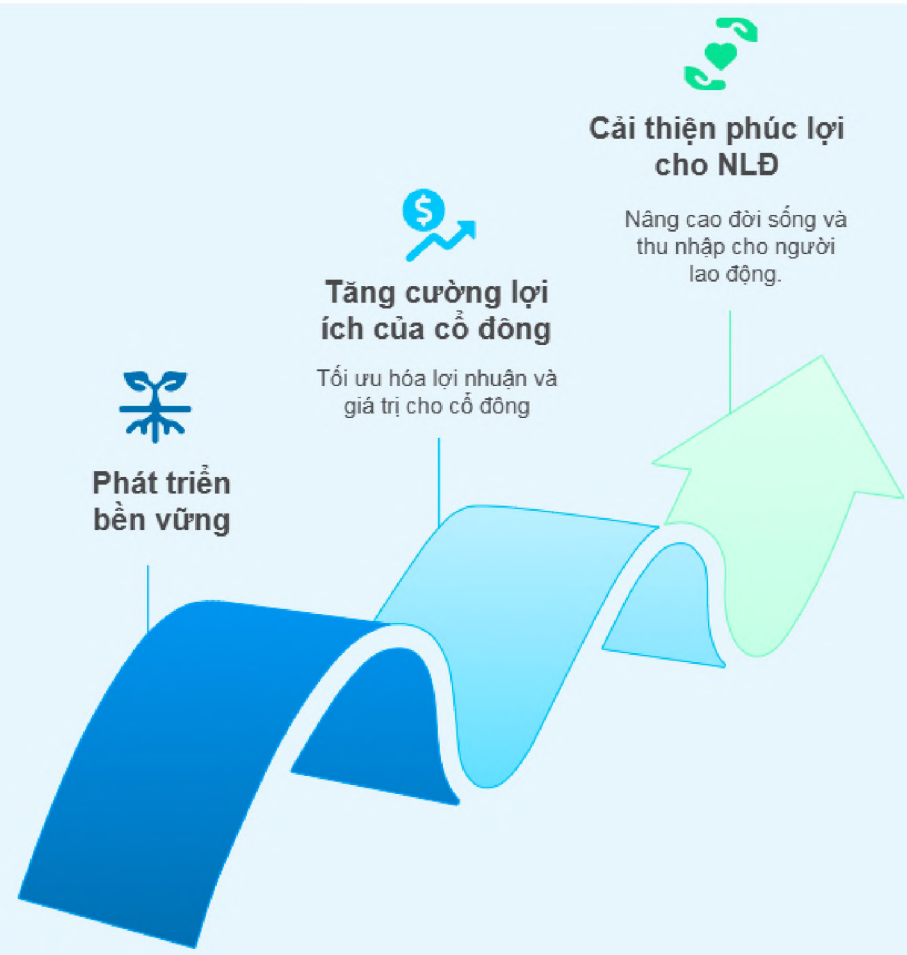 Cải thiện phúc lợi
cho NLĐ
Nâng cao đời sống và
thu nhập cho người
lao động.
Tăng cường lợi
ích của cổ đông
Tối ưu hóa lợi nhuận và
giá trị cho cổ đông
Phát triển
bền vững